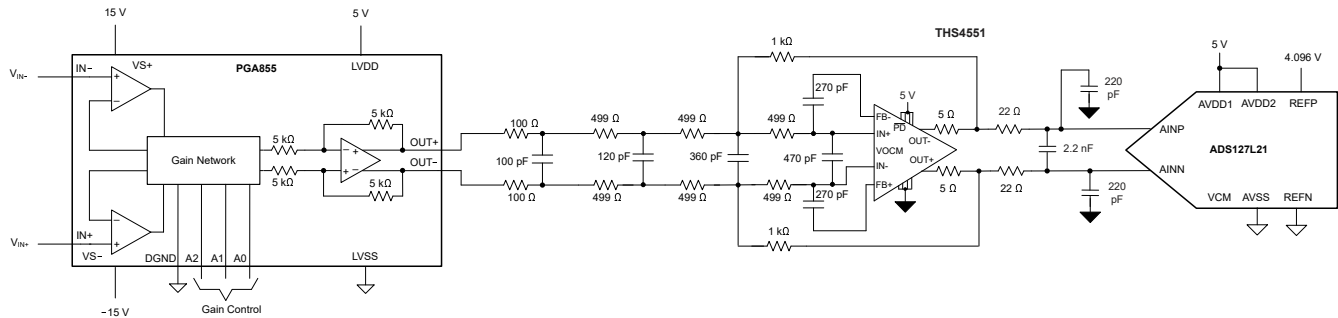 15 V
5 V
PGA855
VS+
LVDD
VIN-
IN−
5 kΩ
5 kΩ
OUT+
OUT−
Gain Network
5 kΩ
5 kΩ
VIN+
IN+
VS−
DGND
A2
A1
A0
LVSS
−15 V
Gain Control
100 Ω
100 pF
100 Ω
499 Ω
120 pF
499 Ω
499 Ω
360 pF
499 Ω
1 kΩ
1 kΩ
499 Ω
470 pF
499 Ω
270 pF
270 pF
THS4551
5 V
FB-
PD
IN+
OUT-
VOCM
IN-
OUT+
FB+
5 Ω
5 Ω
22 Ω
22 Ω
2.2 nF
220
pF
220
pF
5 V
4.096 V
AVDD1
AVDD2
REFP
AINP
ADS127L21
AINN
VCM
AVSS
REFN